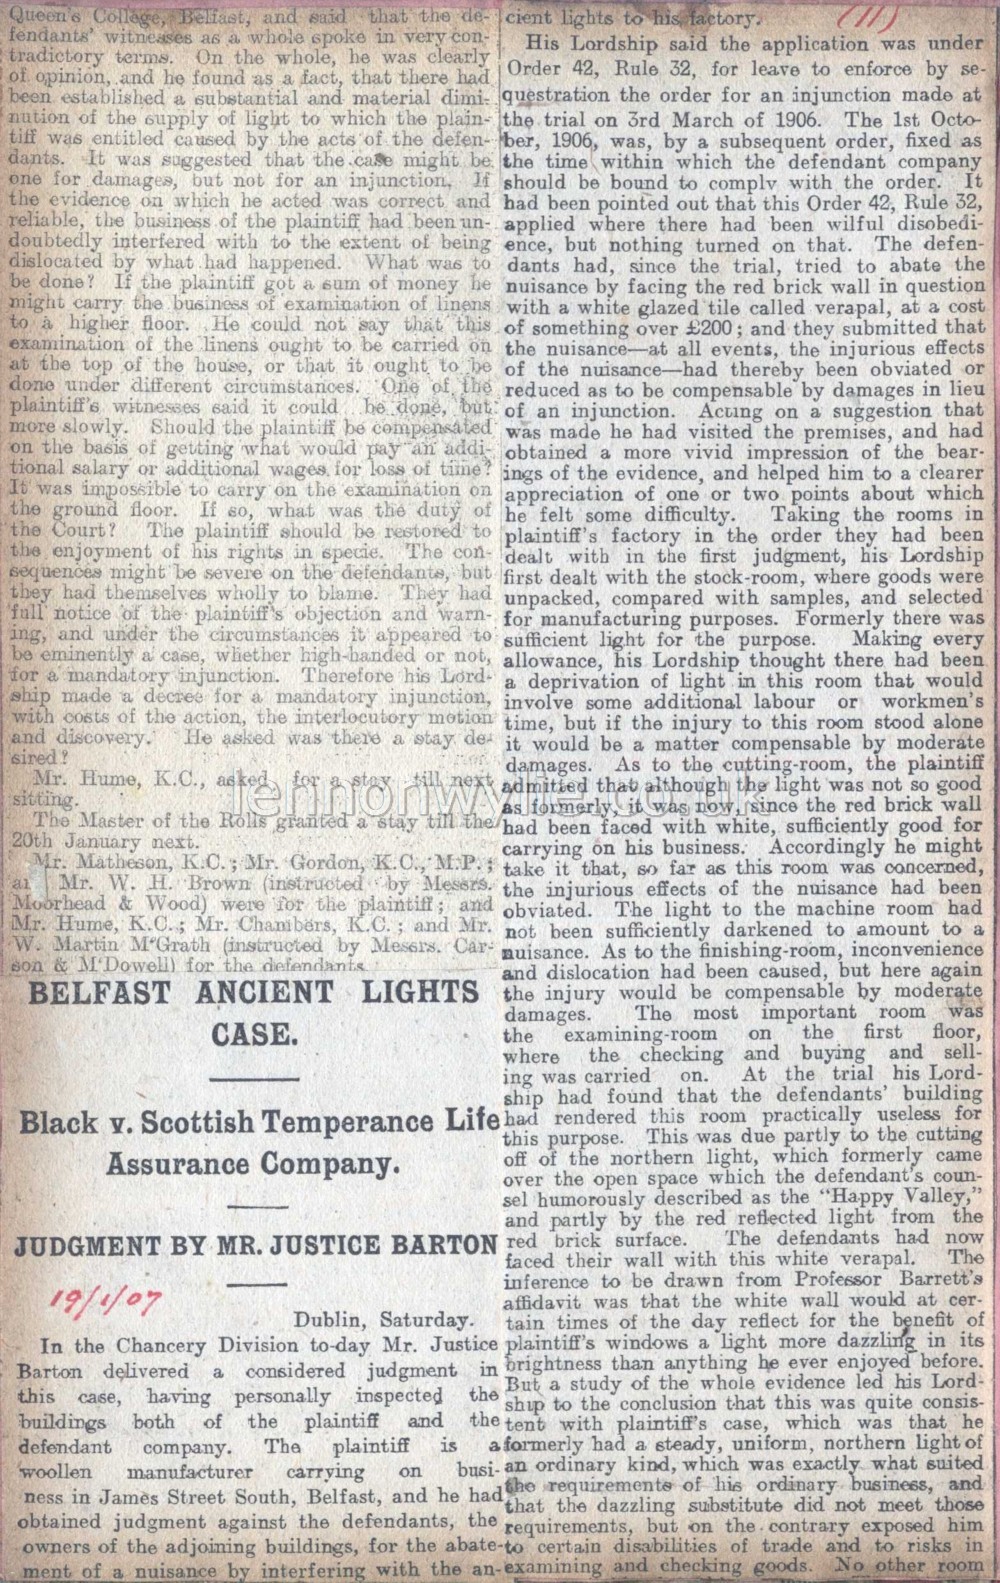 Queen's College, Belfast, and said that the de-
fendants' witnesses as a whole spoke in very con-
tradictory terms. On the whole, he was clearly
of opinion, and he found as a fact, that there had
been established a substantial and material dimi-
nution of the supply of light to which the plain-
tiff was entitled caused by the acts of the defen-
dants. It was suggested that the case might be
one for damages, but not for an injunction. If
the evidence on which he acted was correct and
reliable, the business of the plaintiff had been un-
doubtedly interfered with to the extent of being
dislocated by what had happened. What was to
be done? If the plaintiff got a sum of money he
might carry the business of examination of linens
to a higher floor. He could not say that this
examination of the linens ought to be carried on
at the top of the house, or that it ought to be
done under different circumstances. One of the
plaintiff's witnesses said it could be done, but
more slowly. Should the plaintiff be compensated
on the basis of getting what would pay an addi-
tional salary or additional wages for loss of time?
It was impossible to carry on the examination on
the ground floor. If so, what was the duty of
the Court? The plaintiff should be restored to
the enjoyment of his rights in specie. The con-
sequences might be severe on the defendants, but
they had themselves wholly to blame. They had
full notice of the plaintiff's objection and warn-
ing, and under the circumstances it appeared to
be eminently a case, whether high-handed or not,
for a mandatory injunction. Therefore his Lord-
ship made a decree for a mandatory injunction,
with costs of the action, the interlocutory motion
and discovery. He asked was there a stay de-
sired?
Mr. Hume, K.C., asked for a stay till next
sitting.
The Master of the Rolls granted a stay till the
20th January next.
Mr. Matheson, K.C.; Mr. Gordon, K.C., M.P.;
Mr. W. H. Brown (instructed by Messrs.
Moorhead & Wood) were for the plaintiff; and
Mr. Hume, K.C.; Mr. Chambers, K.C.; and Mr.
W. Martin M'Grath (instructed by Messrs. Car-
son & M'Dowell) for the defendants.
BELFAST ANCIENT LIGHTS
CASE.
Black v. Scottish Temperance Life
Assurance Company.
JUDGMENT BY MR. JUSTICE BARTON
19/1/07
Dublin, Saturday.
In the Chancery Division to-day Mr. Justice
Barton delivered a considered judgment in
this case, having personally inspected the
buildings both of the plaintiff and the
defendant company. The plaintiff is a
woollen manufacturer carrying on busi-
ness in James Street South, Belfast, and he had
obtained judgment against the defendants, the
owners of the adjoining buildings, for the abate-
ment of a nuisance by interfering with the an-
cient lights to his factory.
(11)
His Lordship said the application was under
Order 42, Rule 32, for leave to enforce by se-
questration the order for an injunction made at
the trial on 3rd March of 1906. The 1st Octo-
ber, 1906, was, by a subsequent order, fixed as
the time within which the defendant company
should be bound to comply with the order. It
had been pointed out that this Order 42, Rule 32,
applied where there had been wilful disobedi-
ence, but nothing turned on that. The defen-
dants had, since the trial, tried to abate the
nuisance by facing the red brick wall in question
with a white glazed tile called verapal, at a cost
of something over £200; and they submitted that
the nuisance—at all events, the injurious effects
of the nuisance—had thereby been obviated or
reduced as to be compensable by damages in lieu
of an injunction. Acting on a suggestion that
was made he had visited the premises, and had
obtained a more vivid impression of the bear-
ings of the evidence, and helped him to a clearer
appreciation of one or two points about which
he felt some difficulty. Taking the rooms in
plaintiff's factory in the order they had been
dealt with in the first judgment, his Lordship
first dealt with the stock-room, where goods were
unpacked, compared with samples, and selected
for manufacturing purposes. Formerly there was
sufficient light for the purpose. Making every
allowance, his Lordship thought there had been
a deprivation of light in this room that would
involve some additional labour or workmen's
time, but if the injury to this room stood alone
it would be a matter compensable by moderate
damages. As to the cutting-room, the plaintiff
admitted that although the light was not so good
as formerly, it was now, since the red brick wall
had been faced with white, sufficiently good for
carrying on his business. Accordingly he might
take it that, so far as this room was concerned,
the injurious effects of the nuisance had been
obviated. The light to the machine room had
not been sufficiently darkened to amount to a
nuisance. As to the finishing-room, inconvenience
and dislocation had been caused, but here again
the injury would be compensable by moderate
damages. The most important room was
the examining-room on the first floor,
where the checking and buying and sell-
ing was carried on. At the trial his Lord-
ship had found that the defendants' building
had rendered this room practically useless for
this purpose. This was due partly to the cutting
off of the northern light, which formerly came
over the open space which the defendant's coun-
sel humorously described as the "Happy Valley,"
and partly by the red reflected light from the
red brick surface. The defendants had now
faced their wall with this white verapal. The
inference to be drawn from Professor Barrett's
affidavit was that the white wall would at cer-
tain times of the day reflect for the benefit of
plaintiff's windows a light more dazzling in its
brightness than anything he ever enjoyed before.
But a study of the whole evidence led his Lord-
ship to the conclusion that this was quite consis-
tent with plaintiff's case, which was that he
formerly had a steady, uniform, northern light of
an ordinary kind, which was exactly what suited
the requirements of his ordinary business, and
that the dazzling substitute did not meet those
requirements, but on the contrary exposed him
to certain disabilities of trade and to risks in
examining and checking goods. No other room
lennonwylie.co.uk